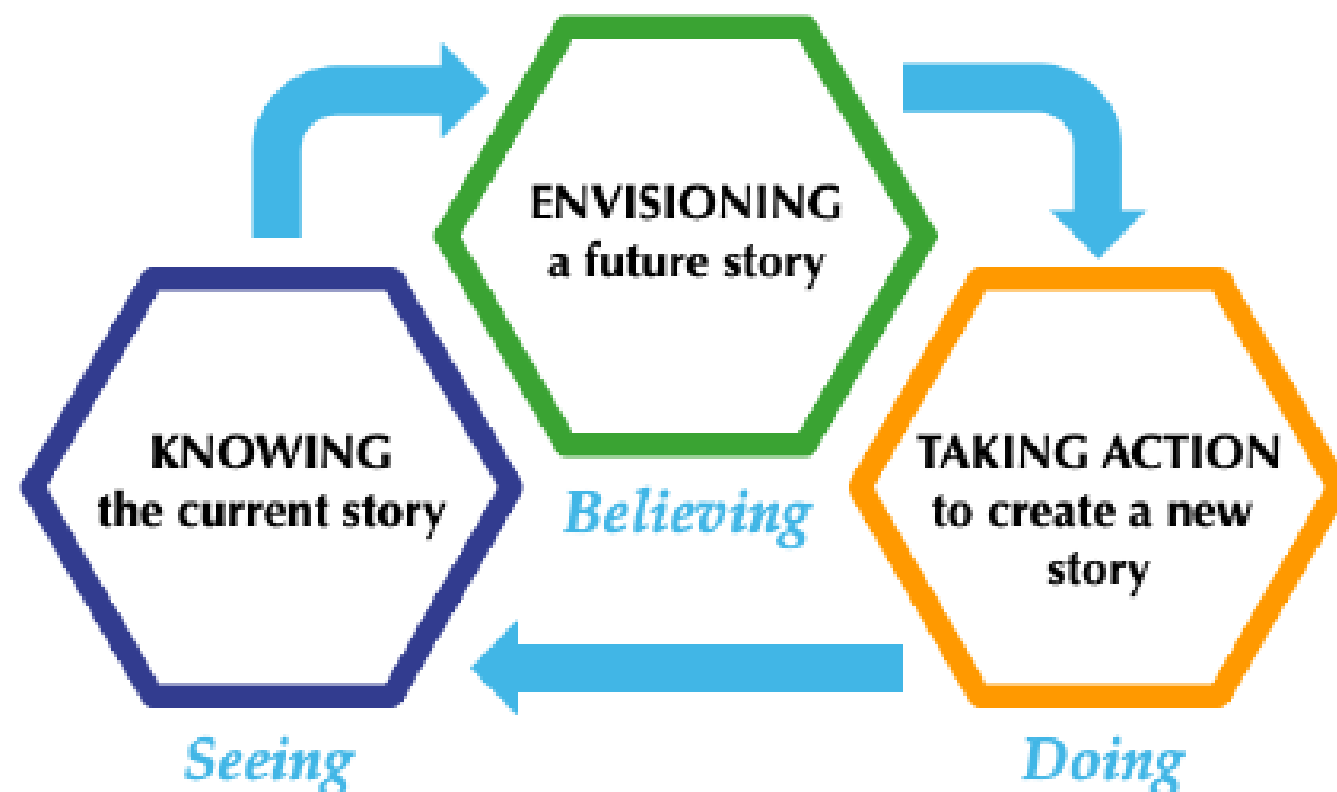 ENVISIONING
a future story
KNOWING
the current story
Believing
TAKING ACTION
to create a new
story
Seeing
Doing